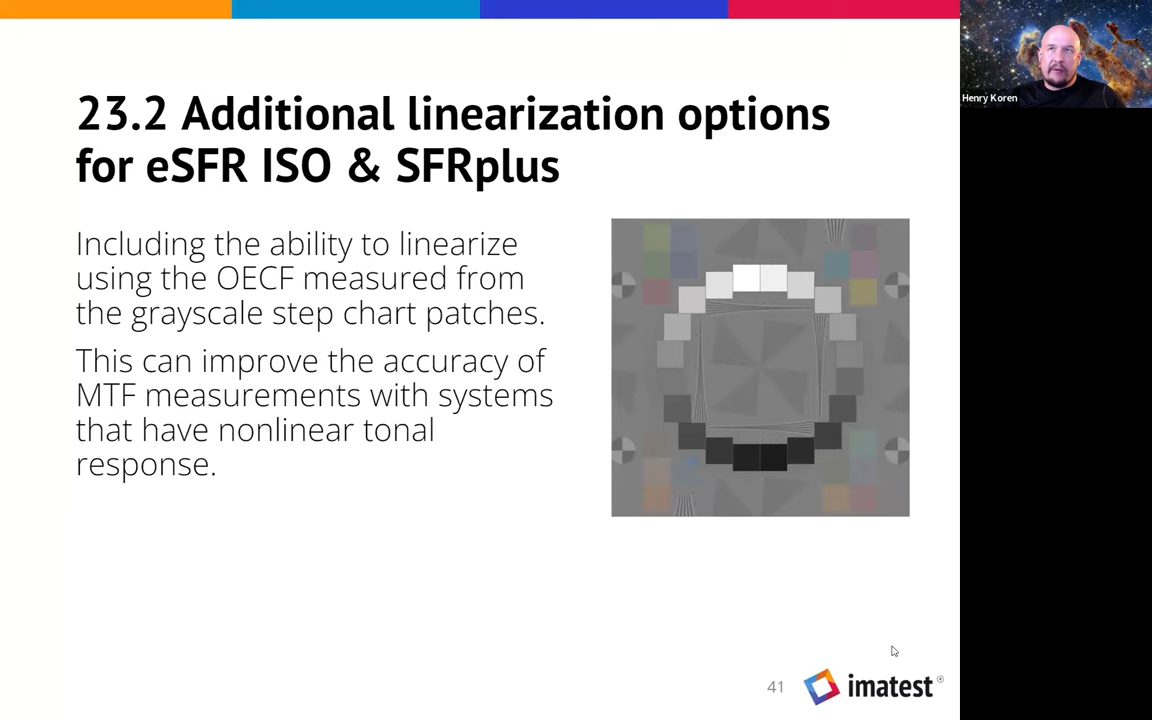 23.2 Additional linearization options
for eSFR ISO & SFRplus
Including the ability to linearize
using the OECF measured from
the grayscale step chart patches.
This can improve the accuracy of
MTF measurements with systems
that have nonlinear tonal
response.
41
imatest®
Henry Koren